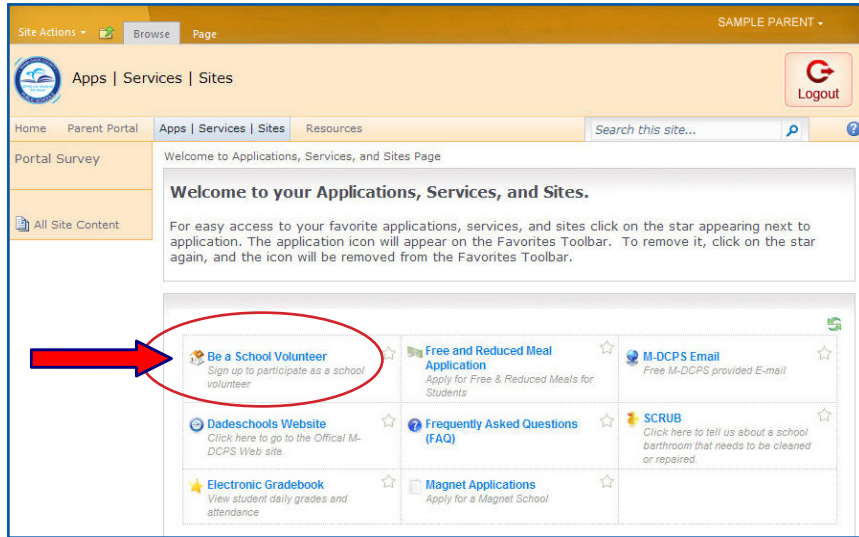 SAMPLE PARENT
Site Actions Browse Page
Apps | Services | Sites
Logout
Home Parent Portal Apps | Services | Sites Resources Search this site...
Portal Survey
All Site Content
Welcome to Applications, Services, and Sites Page
Welcome to your Applications, Services, and Sites.
For easy access to your favorite applications, services, and sites click on the star appearing next to
application. The application icon will appear on the Favorites Toolbar. To remove it, click on the star
again, and the icon will be removed from the Favorites Toolbar.
Be a School Volunteer
Sign up to participate as a school
volunteer
Free and Reduced Meal
Application
Apply for Free & Reduced Meals for
Students
M-DCPS Email
Free M-DCPS provided E-mail
Dadeschools Website
Click here to go to the Offical M-
DCPS Web site.
Frequently Asked Questions
(FAQ)
SCRUB
Click here to tell us about a school
barthroom that needs to be cleaned
or repaired.
Electronic Gradebook
View student daily grades and
attendance
Magnet Applications
Apply for a Magnet School